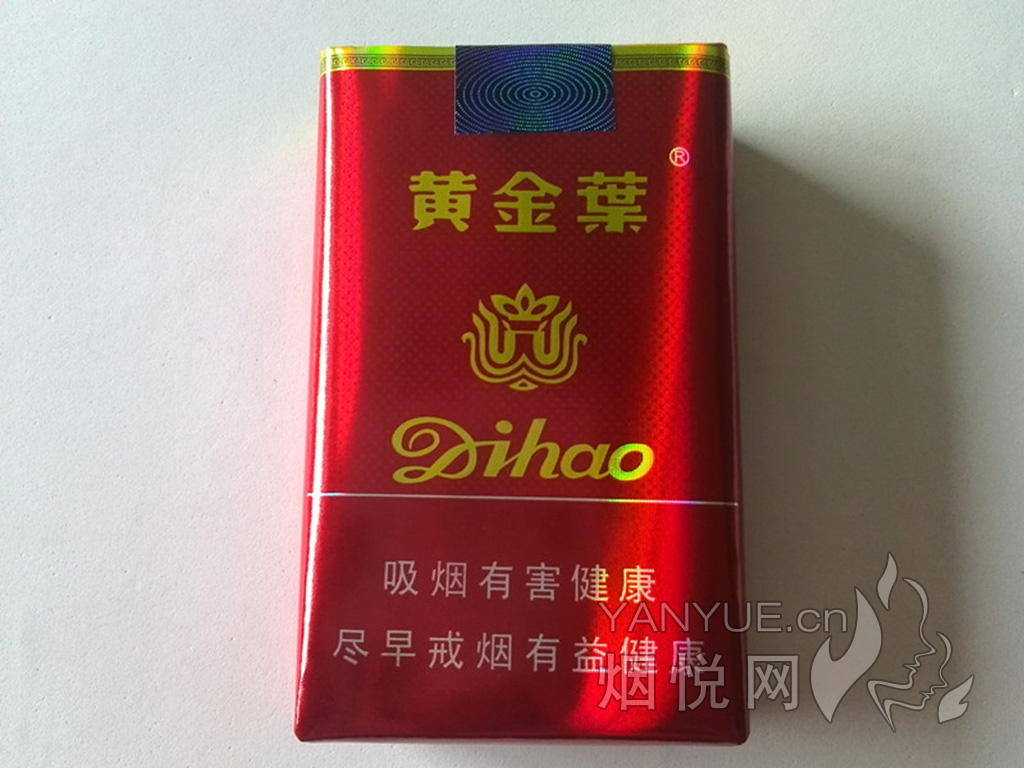 黄金葉®
Dihao
吸烟有害健康
尽早戒烟有益健康
YANYUE.cn
烟悦网